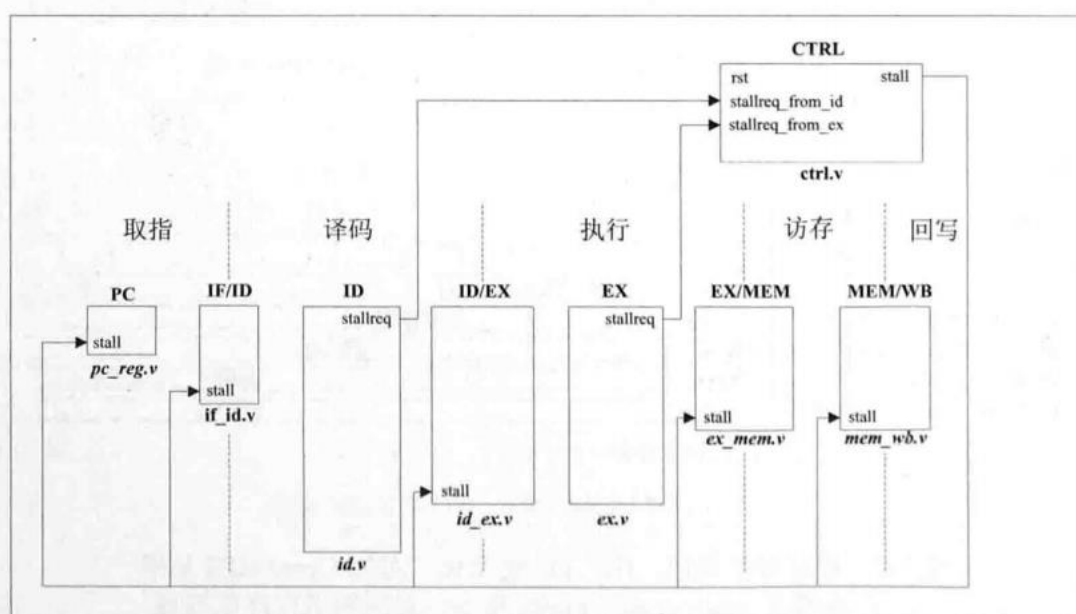 CTRL
rst stall
stallreq_from_id
stallreq_from_ex
ctrl.v
取指 译码 执行 访存 回写
PC IF/ID ID ID/EX EX EX/MEM MEM/WB
stallreq stallreq
stall
pc_reg.v
stall
if_id.v
stall stall
ex_mem.v mem_wb.v
stall
id_ex.v ex.v
id.v